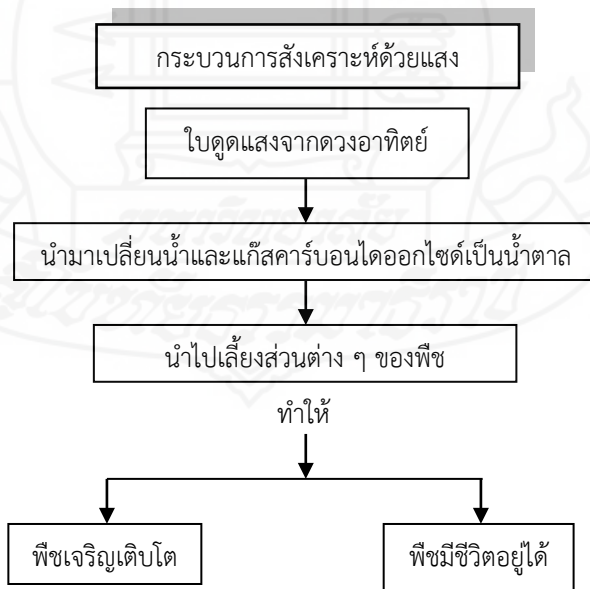 กระบวนการสังเคราะห์ด้วยแสง
ใบดูดแสงจากดวงอาทิตย์
นำมาเปลี่ยนน้ำและแก๊สคาร์บอนไดออกไซด์เป็นน้ำตาล
นำไปเลี้ยงส่วนต่าง ๆ ของพืช
ทำให้
พืชเจริญเติบโต
พืชมีชีวิตอยู่ได้